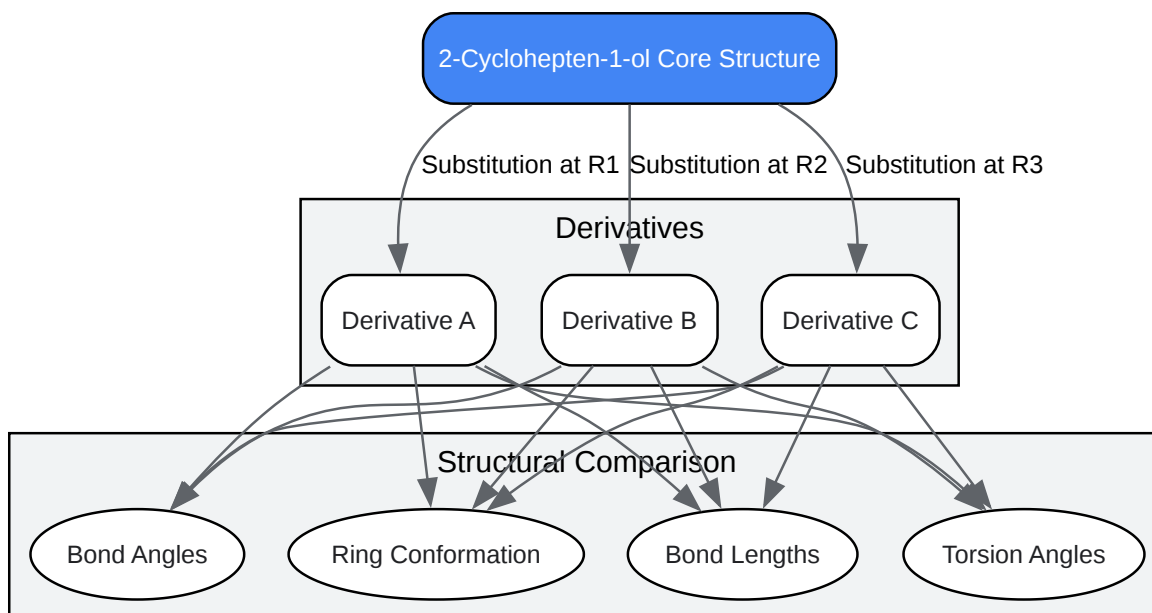 2-Cyclohepten-1-ol Core Structure
Substitution at R1
Substitution at R2
Substitution at R3
Derivatives
Derivative A
Derivative B
Derivative C
Structural Comparison
Bond Angles
Ring Conformation
Bond Lengths
Torsion Angles